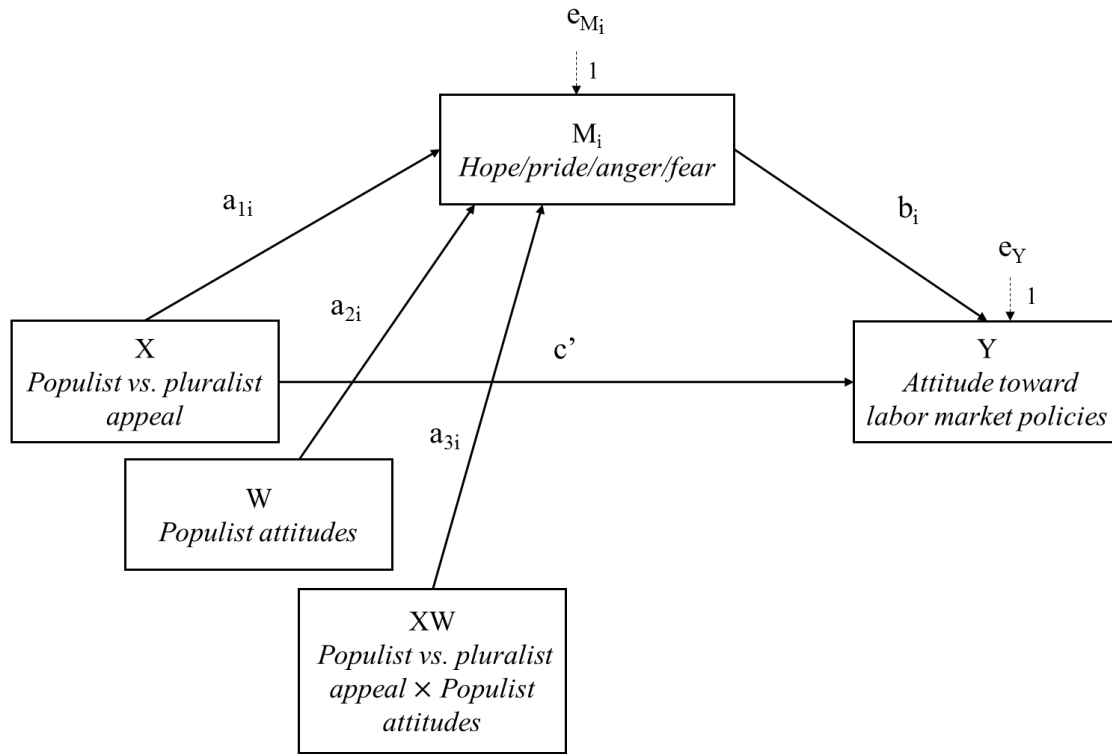 e_Mi
1
M_i
Hope/pride/anger/fear
a_1i
b_i
e_Y
1
a_2i
X
Populist vs. pluralist
appeal
c’
Y
Attitude toward
labor market policies
a_3i
W
Populist attitudes
XW
Populist vs. pluralist
appeal × Populist
attitudes